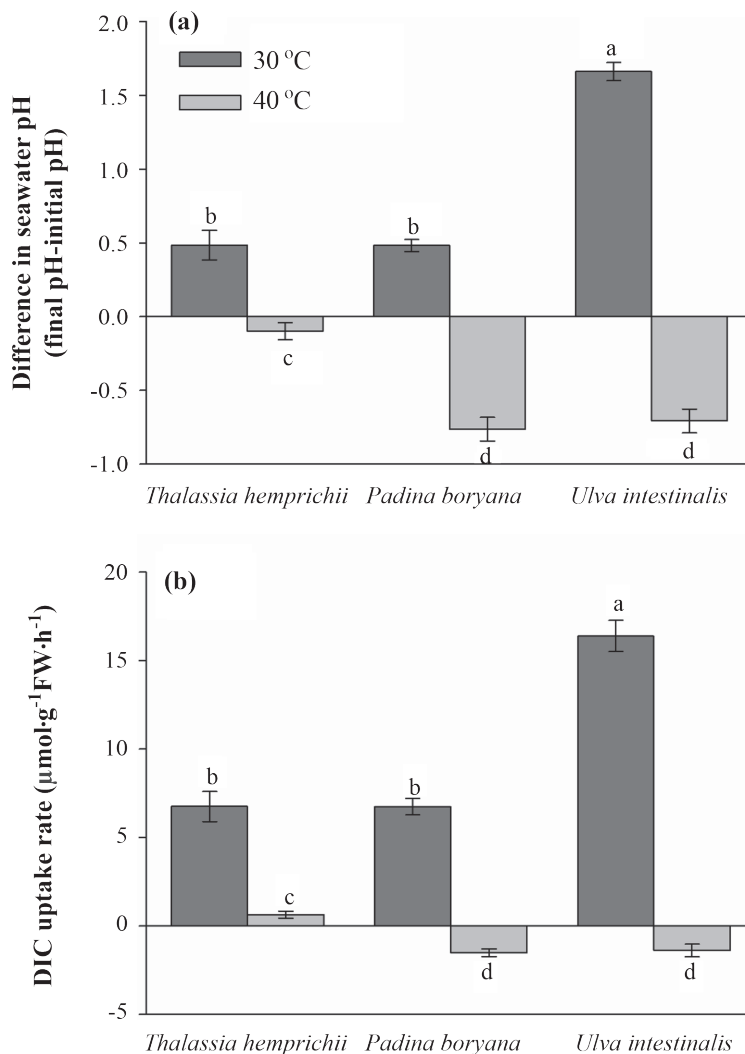 (a)
30 °C
40 °C
Difference in seawater pH
(final pH-initial pH)
2.0
1.5
1.0
0.5
0.0
-0.5
-1.0
b
c
b
d
a
d
Thalassia hemprichii
Padina boryana
Ulva intestinalis
(b)
DIC uptake rate (μmol·g⁻¹FW·h⁻¹)
20
15
10
5
0
-5
b
c
b
d
a
d
Thalassia hemprichii
Padina boryana
Ulva intestinalis